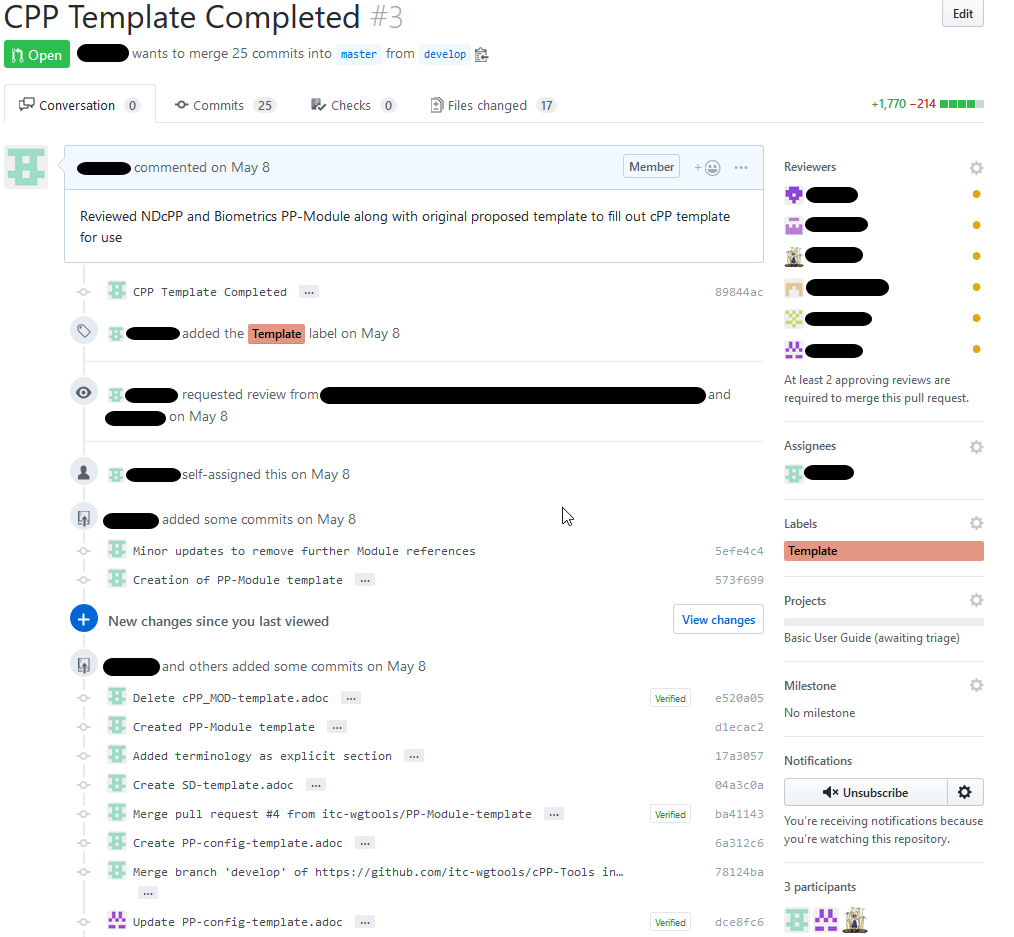 CPP Template Completed #3
Edit
Open wants to merge 25 commits into master from develop
Conversation 0 Commits 25 Checks 0 Files changed 17 +1,770 −214
commented on May 8 Member + ...
Reviewed NDcPP and Biometrics PP-Module along with original proposed template to fill out cPP template
for use
CPP Template Completed ... 89844ac
added the Template label on May 8
requested review from and
on May 8
self-assigned this on May 8
added some commits on May 8
Minor updates to remove further Module references 5efe4c4
Creation of PP-Module template ... 573f699
New changes since you last viewed View changes
and others added some commits on May 8
Delete cPP_MOD-template.adoc ... Verified e520a05
Created PP-Module template ... d1ecac2
Added terminology as explicit section ... 17a3057
Create SD-template.adoc ... 04a3c0a
Merge pull request #4 from itc-wgtools/PP-Module-template ... Verified ba41143
Create PP-config-template.adoc ... 6a312c6
Merge branch 'develop' of https://github.com/itc-wgtools/cPP-Tools in… 78124ba
...
Update PP-config-template.adoc ... Verified dce8fc6
Reviewers
At least 2 approving reviews are
required to merge this pull request.
Assignees
Labels
Template
Projects
Basic User Guide (awaiting triage)
Milestone
No milestone
Notifications
Unsubscribe
You're receiving notifications because
you're watching this repository.
3 participants